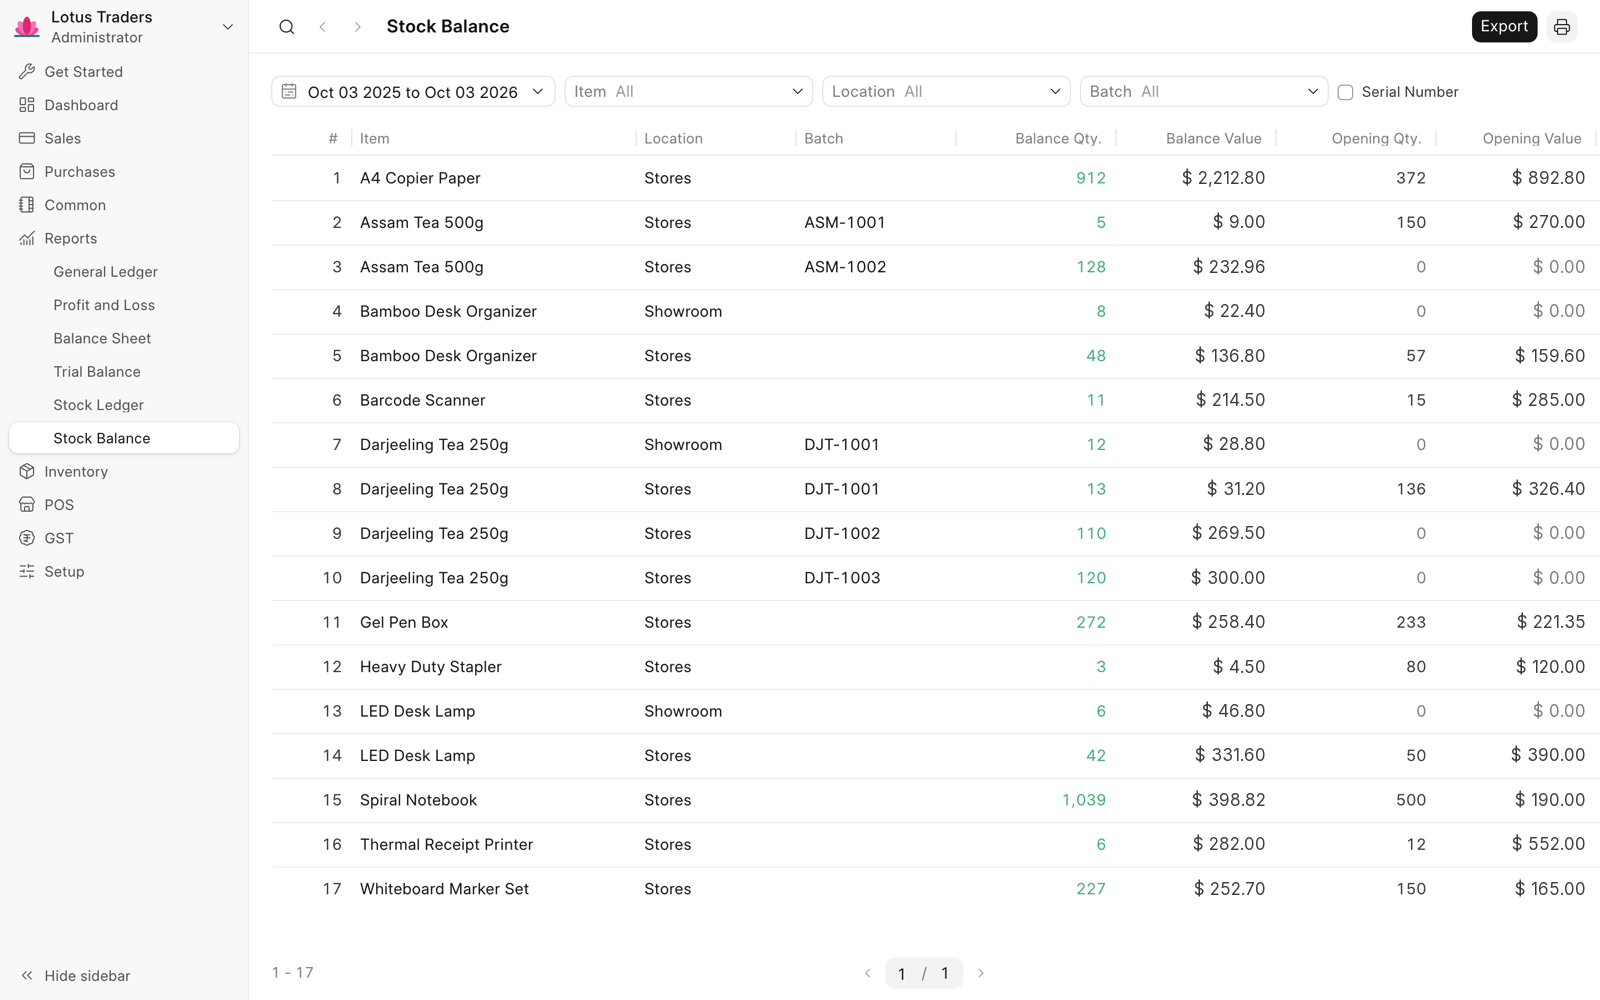 Lotus Traders
Administrator
Get Started
Dashboard
Sales
Purchases
Common
Reports
General Ledger
Profit and Loss
Balance Sheet
Trial Balance
Stock Ledger
Stock Balance
Inventory
POS
GST
Setup
Hide sidebar
Stock Balance
Export
Oct 03 2025 to Oct 03 2026 Item All Location All Batch All Serial Number
# Item Location Batch Balance Qty. Balance Value Opening Qty. Opening Value
1 A4 Copier Paper Stores 912 $ 2,212.80 372 $ 892.80
2 Assam Tea 500g Stores ASM-1001 5 $ 9.00 150 $ 270.00
3 Assam Tea 500g Stores ASM-1002 128 $ 232.96 0 $ 0.00
4 Bamboo Desk Organizer Showroom 8 $ 22.40 0 $ 0.00
5 Bamboo Desk Organizer Stores 48 $ 136.80 57 $ 159.60
6 Barcode Scanner Stores 11 $ 214.50 15 $ 285.00
7 Darjeeling Tea 250g Showroom DJT-1001 12 $ 28.80 0 $ 0.00
8 Darjeeling Tea 250g Stores DJT-1001 13 $ 31.20 136 $ 326.40
9 Darjeeling Tea 250g Stores DJT-1002 110 $ 269.50 0 $ 0.00
10 Darjeeling Tea 250g Stores DJT-1003 120 $ 300.00 0 $ 0.00
11 Gel Pen Box Stores 272 $ 258.40 233 $ 221.35
12 Heavy Duty Stapler Stores 3 $ 4.50 80 $ 120.00
13 LED Desk Lamp Showroom 6 $ 46.80 0 $ 0.00
14 LED Desk Lamp Stores 42 $ 331.60 50 $ 390.00
15 Spiral Notebook Stores 1,039 $ 398.82 500 $ 190.00
16 Thermal Receipt Printer Stores 6 $ 282.00 12 $ 552.00
17 Whiteboard Marker Set Stores 227 $ 252.70 150 $ 165.00
1 - 17
1 / 1